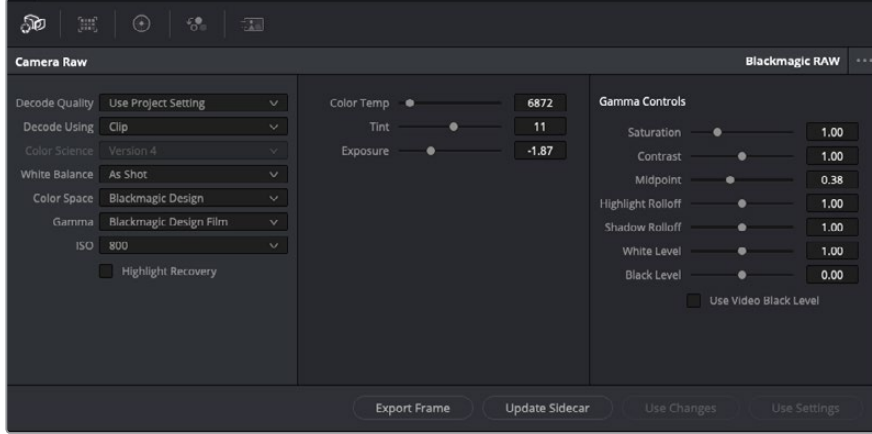 Camera Raw
Blackmagic RAW
Decode Quality Use Project Setting
Decode Using Clip
Color Science Version 4
White Balance As Shot
Color Space Blackmagic Design
Gamma Blackmagic Design Film
ISO 800
Highlight Recovery
Color Temp 6872
Tint 11
Exposure -1.87
Gamma Controls
Saturation 1.00
Contrast 1.00
Midpoint 0.38
Highlight Rolloff 1.00
Shadow Rolloff 1.00
White Level 1.00
Black Level 0.00
Use Video Black Level
Export Frame
Update Sidecar
Use Changes
Use Settings